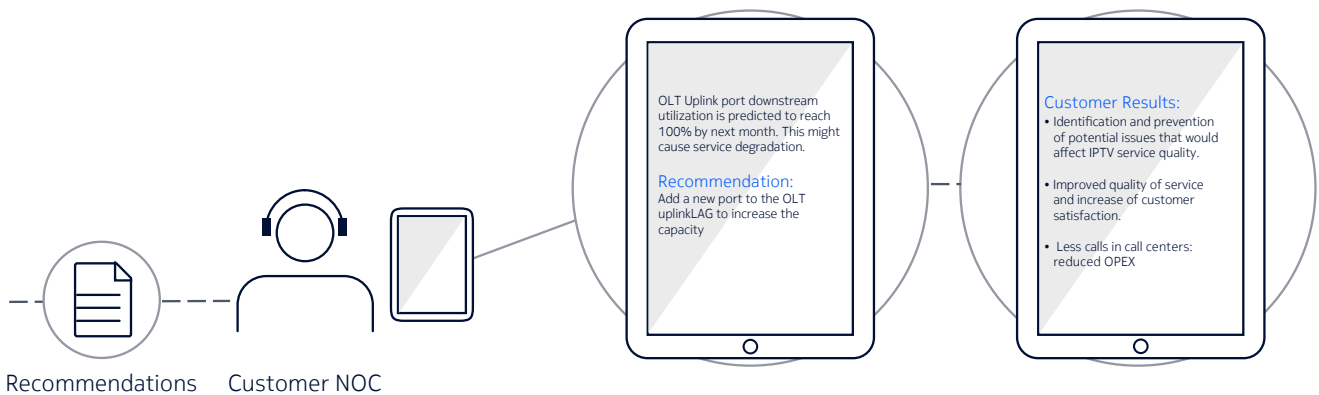 OLT Uplink port downstream
utilization is predicted to reach
100% by next month. This might
cause service degradation.
Recommendation:
Add a new port to the OLT
uplinkLAG to increase the
capacity
Customer Results:
• Identification and prevention
of potential issues that would
affect IPTV service quality.
• Improved quality of service
and increase of customer
satisfaction.
• Less calls in call centers:
reduced OPEX
Recommendations
Customer NOC